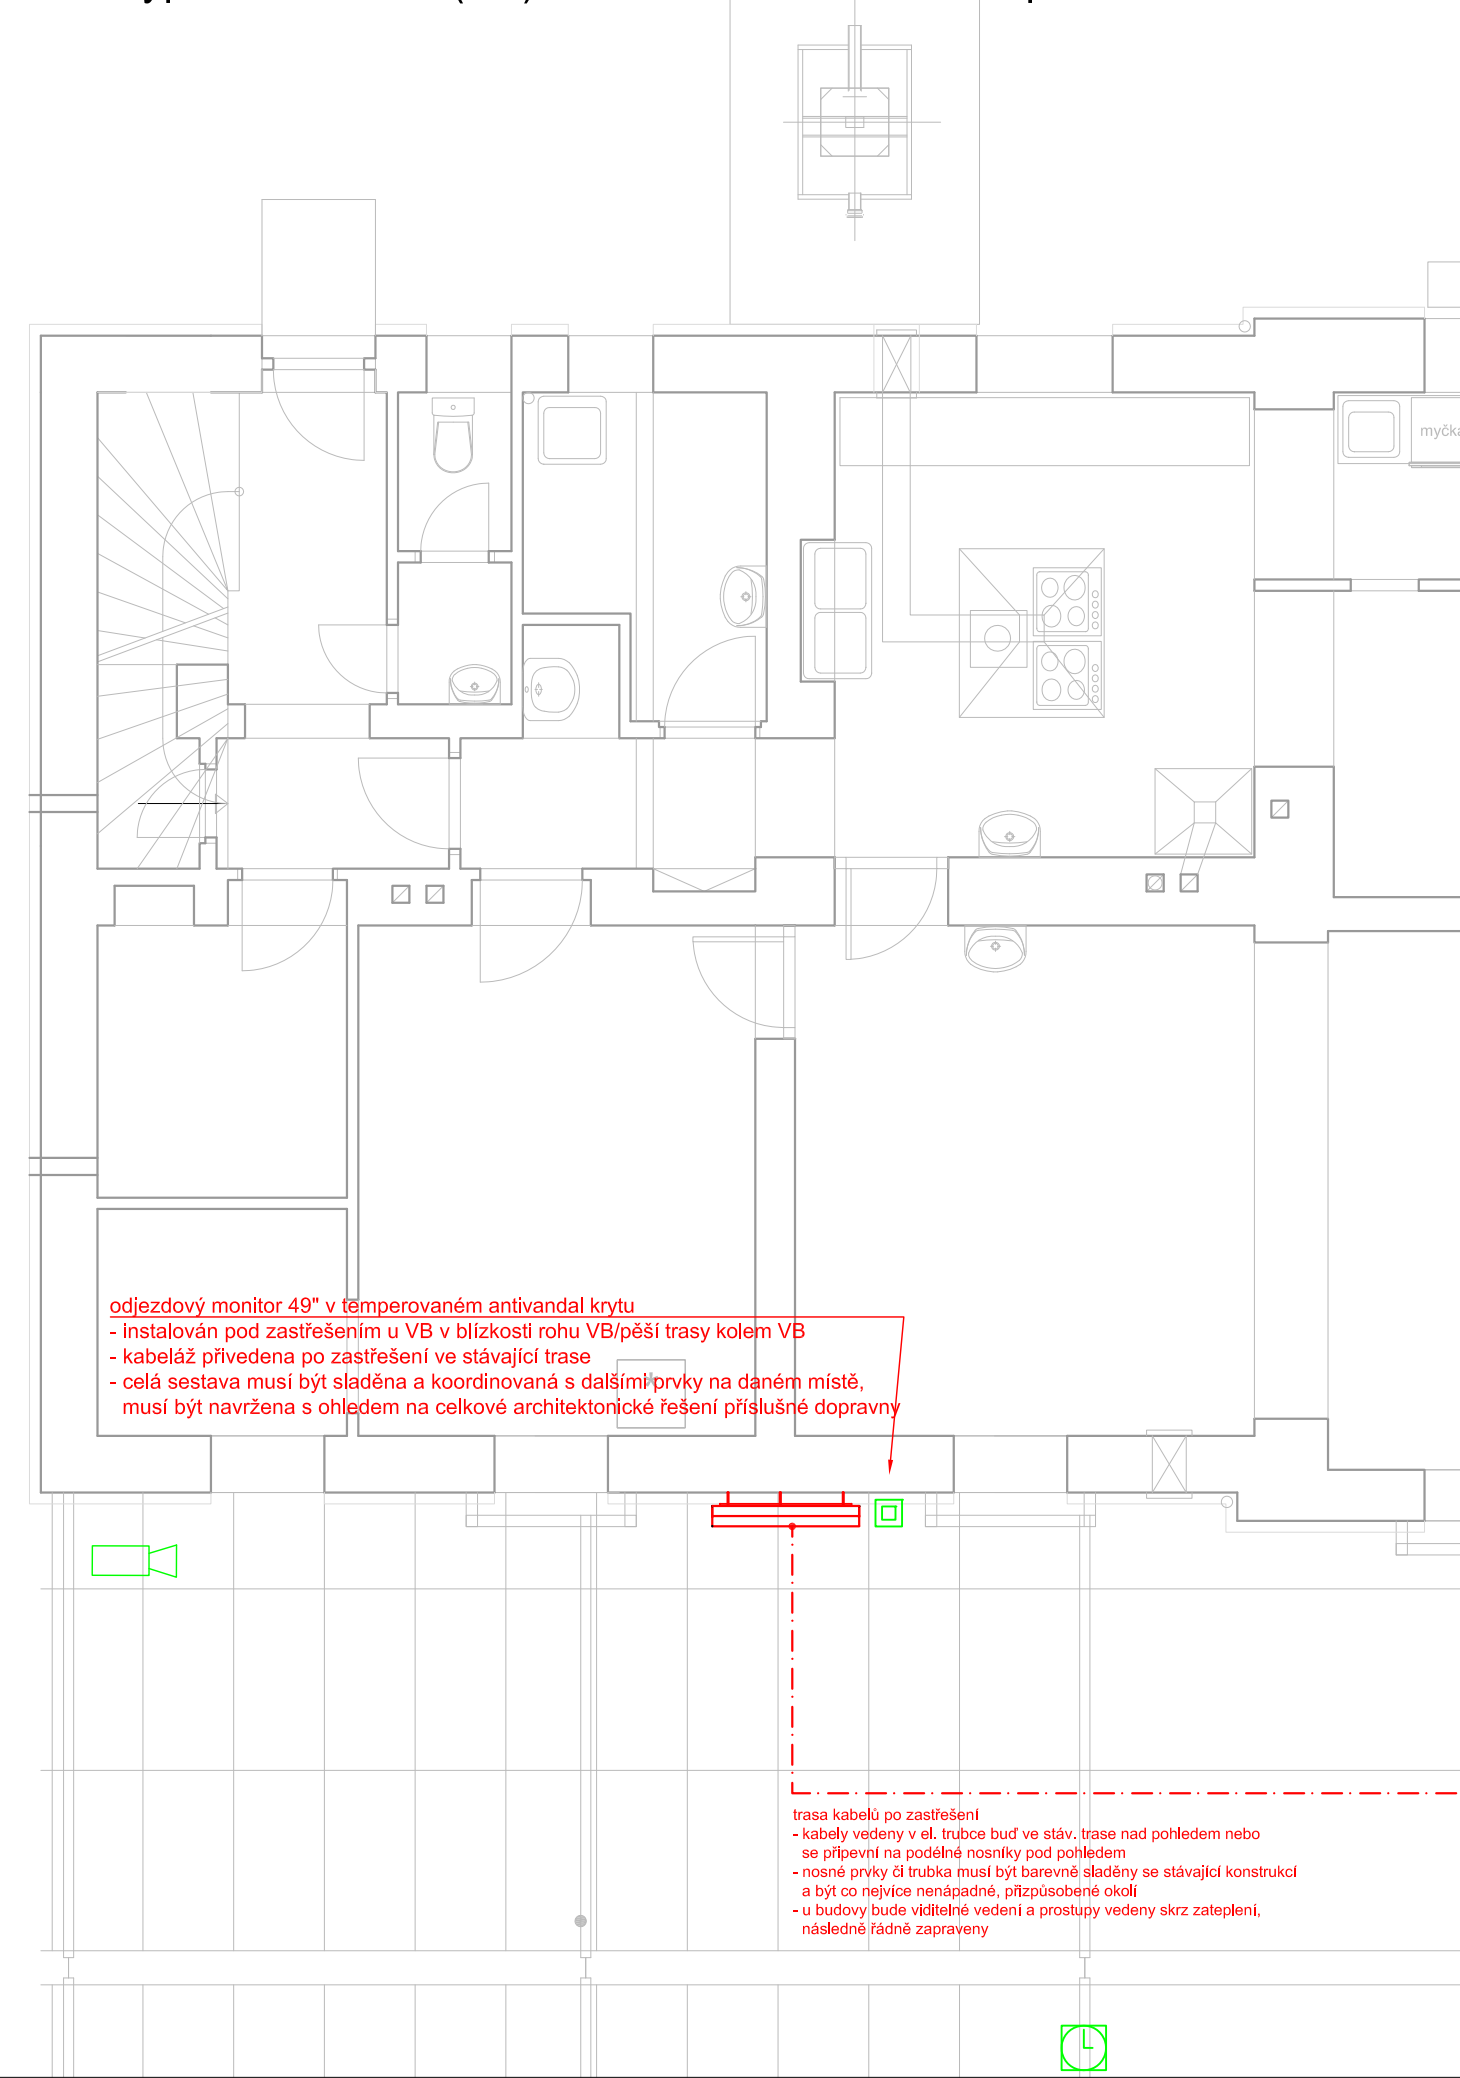 myčka
odjezdový monitor 49" v temperovaném antivandal krytu
- instalován pod zastřešením u VB v blízkosti rohu VB/pěší trasy kolem VB
- kabeláž přivedena po zastřešení ve stávající trase
- celá sestava musí být sladěna a koordinovaná s dalšími prvky na daném místě,
musí být navržena s ohledem na celkové architektonické řešení příslušné dopravny
*
trasa kabelů po zastřešení
- kabely vedeny v el. trubce buď ve stáv. trase nad pohledem nebo
se připevní na podélné nosníky pod pohledem
- nosné prvky či trubka musí být barevně sladěny se stávající konstrukcí
a být co nejvíce nenápadné, přizpůsobené okolí
- u budovy bude viditelné vedení a prostupy vedeny skrz zateplení,
následně řádně zapraveny